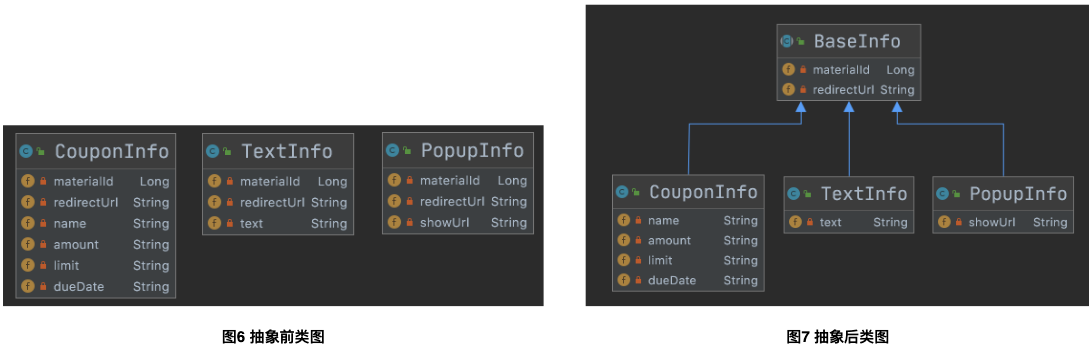 CouponInfo
materialId Long
redirectUrl String
name String
amount String
limit String
dueDate String
TextInfo
materialId Long
redirectUrl String
text String
PopupInfo
materialId Long
redirectUrl String
showUrl String
图6 抽象前类图
BaseInfo
materialId Long
redirectUrl String
CouponInfo
name String
amount String
limit String
dueDate String
TextInfo
text String
PopupInfo
showUrl String
图7 抽象后类图